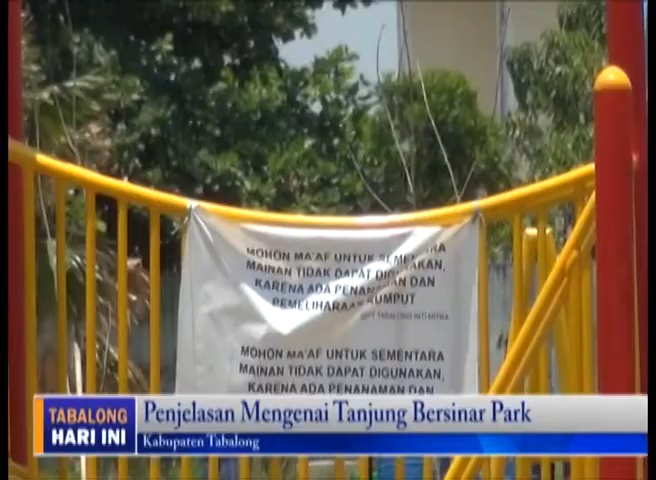 MOHON MA'AF UNTUK SEMENTARA
MAINAN TIDAK DAPAT DIGUNAKAN,
KARENA ADA PENANAMAN DAN
PEMELIHARAAN RUMPUT
MOHON MA'AF UNTUK SEMENTARA
MAINAN TIDAK DAPAT DIGUNAKAN,
KARENA ADA PENANAMAN DAN
TABALONG
HARI INI
Penjelasan Mengenai Tanjung Bersinar Park
Kabupaten Tabalong